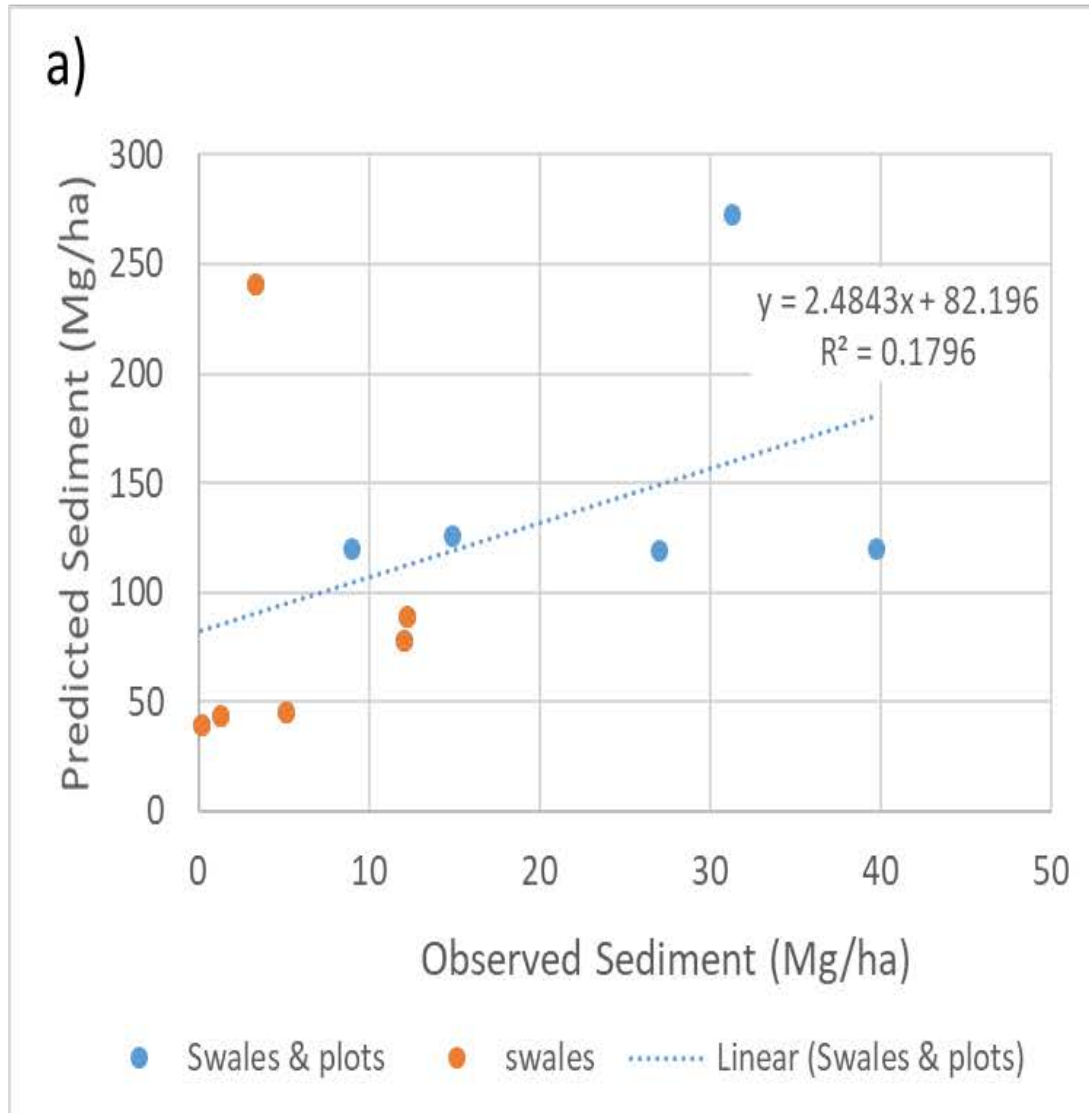 a)
Predicted Sediment (Mg/ha)
300
250
200
150
100
50
0
y = 2.4843x + 82.196
R² = 0.1796
0 10 20 30 40 50
Observed Sediment (Mg/ha)
Swales & plots swales Linear (Swales & plots)